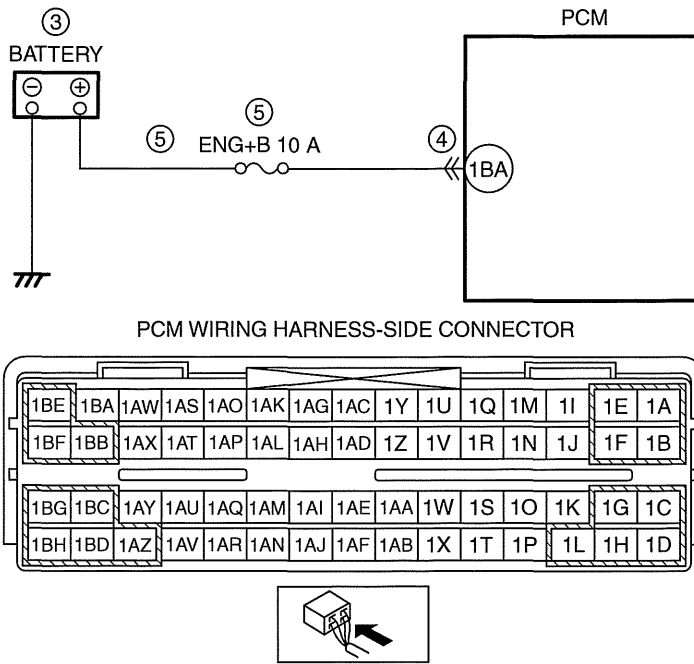 ③
PCM
BATTERY
⊖ ⊕
⑤
⑤ ENG+B 10 A
④
1BA
PCM WIRING HARNESS-SIDE CONNECTOR
1BE 1BA 1AW 1AS 1AO 1AK 1AG 1AC 1Y 1U 1Q 1M 1I 1E 1A
1BF 1BB 1AX 1AT 1AP 1AL 1AH 1AD 1Z 1V 1R 1N 1J 1F 1B
1BG 1BC 1AY 1AU 1AQ 1AM 1AI 1AE 1AA 1W 1S 1O 1K 1G 1C
1BH 1BD 1AZ 1AV 1AR 1AN 1AJ 1AF 1AB 1X 1T 1P 1L 1H 1D